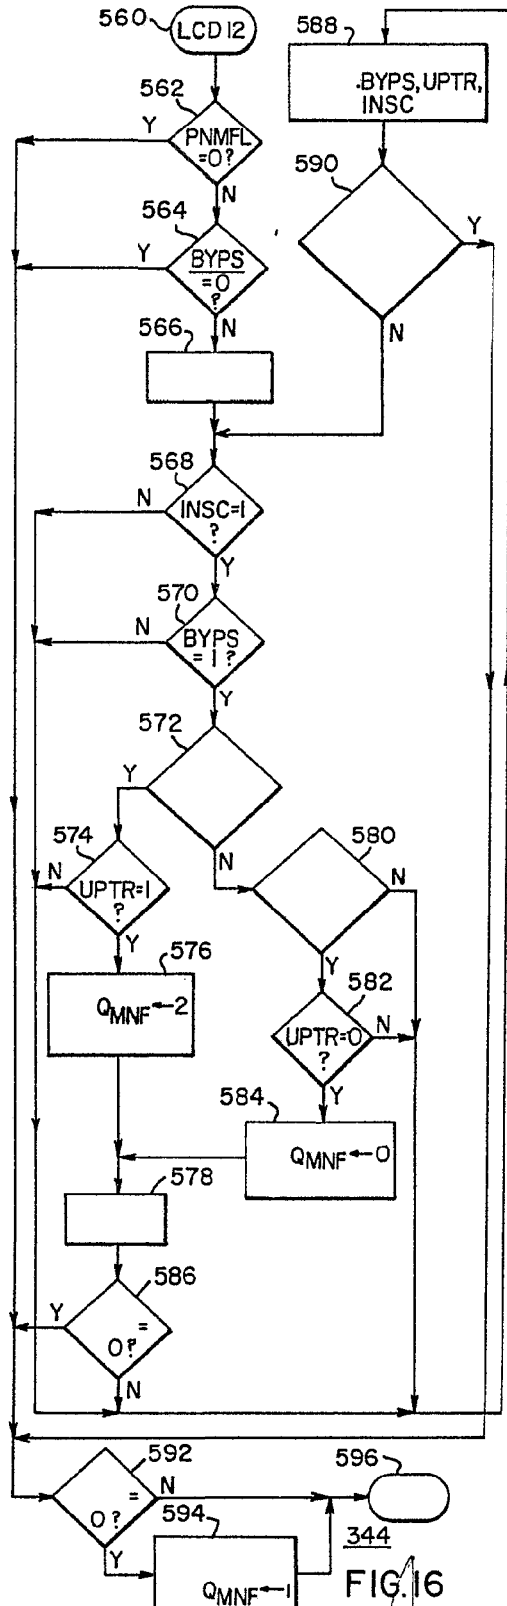 560
LCD12
562
Y
PNMFL
=0?
N
564
Y
BYPS
=0
?
N
566
588
.BYPS, UPTR,
INSC
590
Y
N
568
N
INSC=1
?
Y
570
N
BYPS
=1?
Y
572
Y
N
574
N
UPTR=1
?
Y
576
QMNF←2
580
N
Y
582
UPTR=0
N
?
Y
584
QMNF←0
578
586
Y
=
0?
N
592
=
N
0?
Y
594
QMNF←1
596
344
FIG. 16